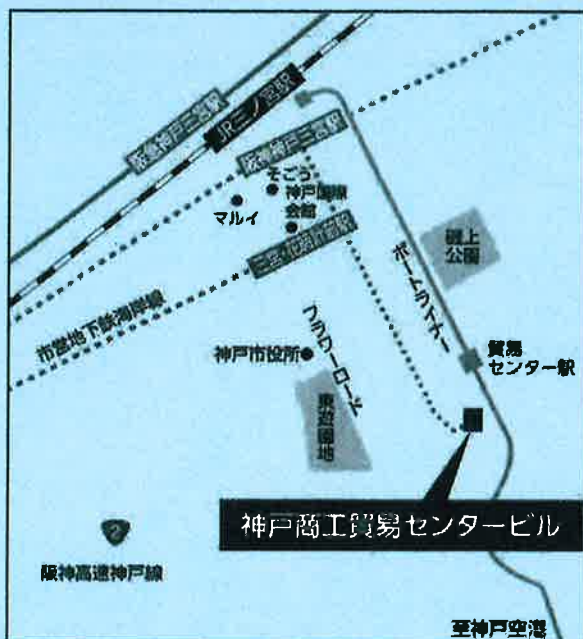 阪急神戸三宮駅
JR三ノ宮駅
阪神神戸三宮駅
そごう
神戸国際
会館
マルイ
三宮・花時計前駅
市営地下鉄海岸線
磯上
公園
ポートライナー
フラワーロード
神戸市役所
貿易
センター駅
東遊園地
神戸商工貿易センタービル
2
阪神高速神戸線
至神戸空港